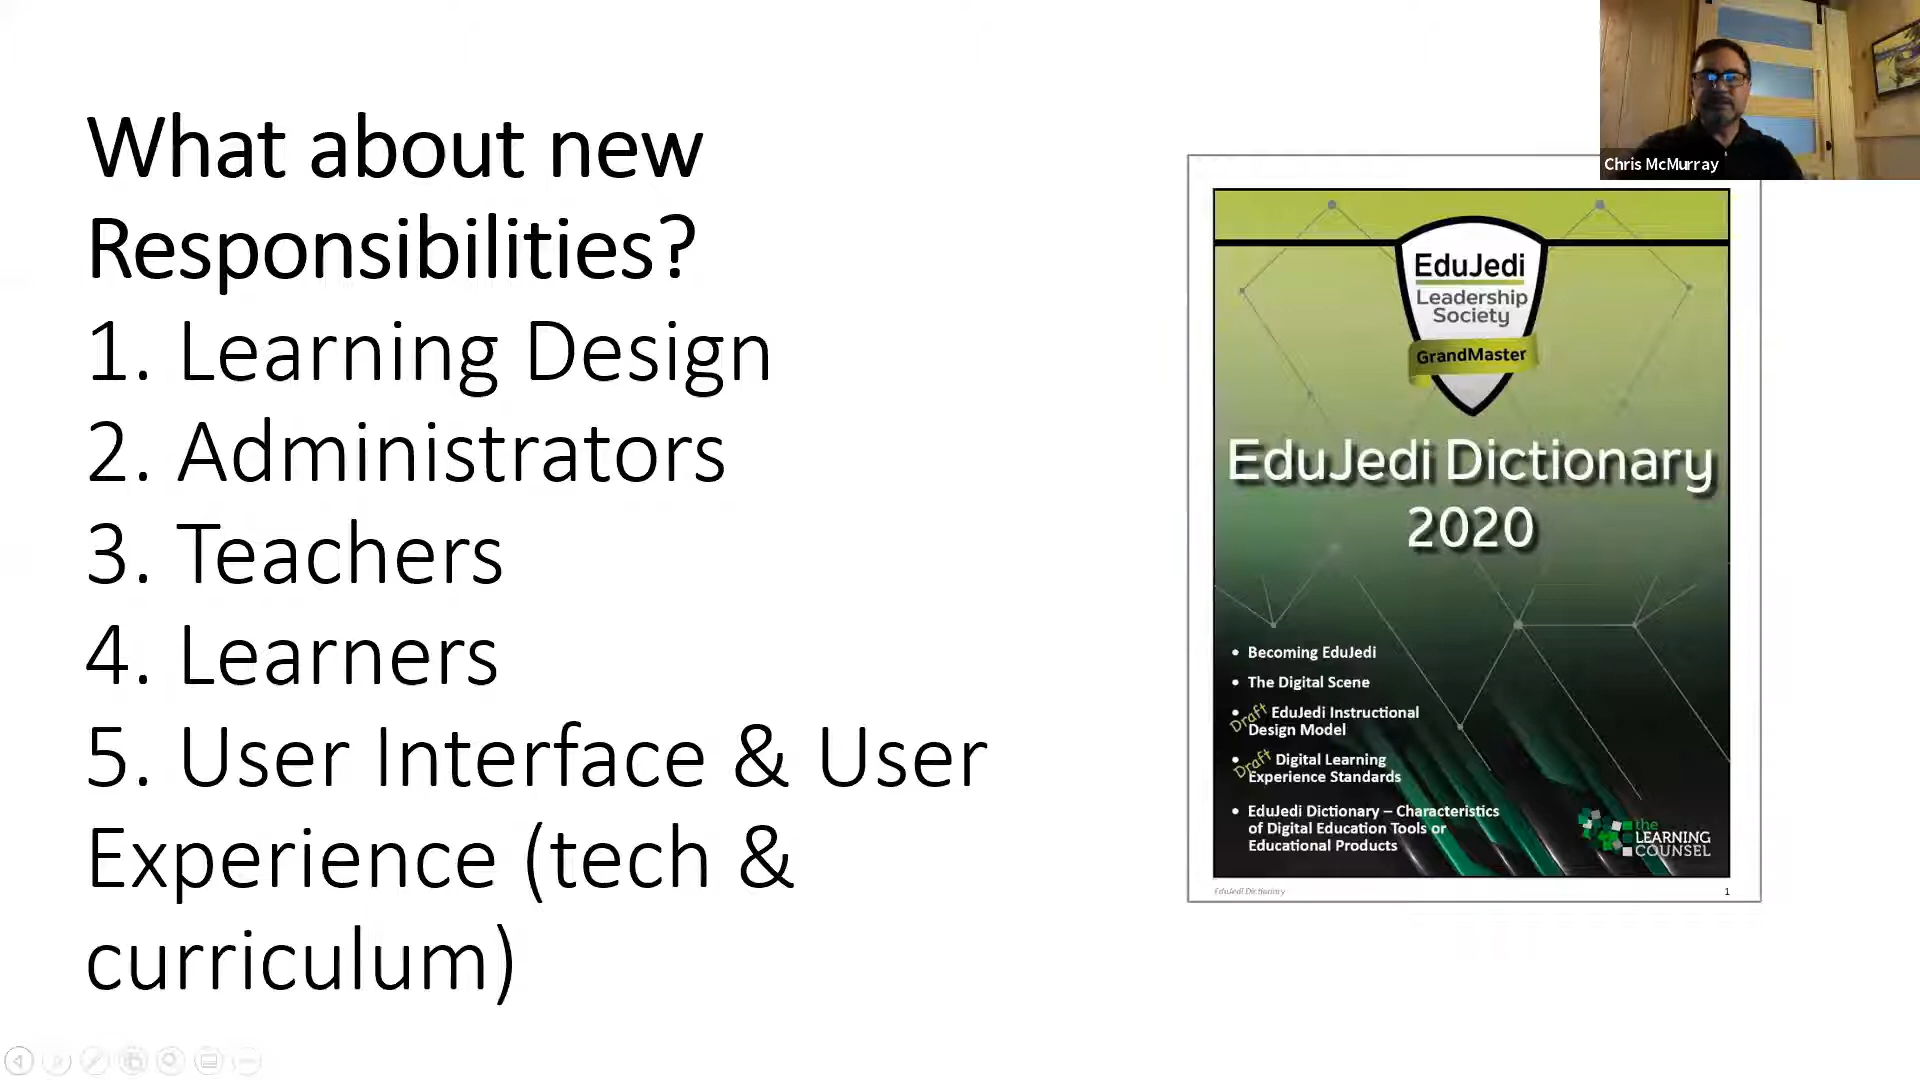 What about new
Responsibilities?
1. Learning Design
2. Administrators
3. Teachers
4. Learners
5. User Interface & User
Experience (tech &
curriculum)
Chris McMurray
EduJedi
Leadership
Society
GrandMaster
EduJedi Dictionary
2020
• Becoming EduJedi
• The Digital Scene
• Draft EduJedi Instructional
Design Model
• Draft Digital Learning
Experience Standards
• EduJedi Dictionary – Characteristics
of Digital Education Tools or
Educational Products
the
LEARNING
COUNSEL
EduJedi Dictionary
1